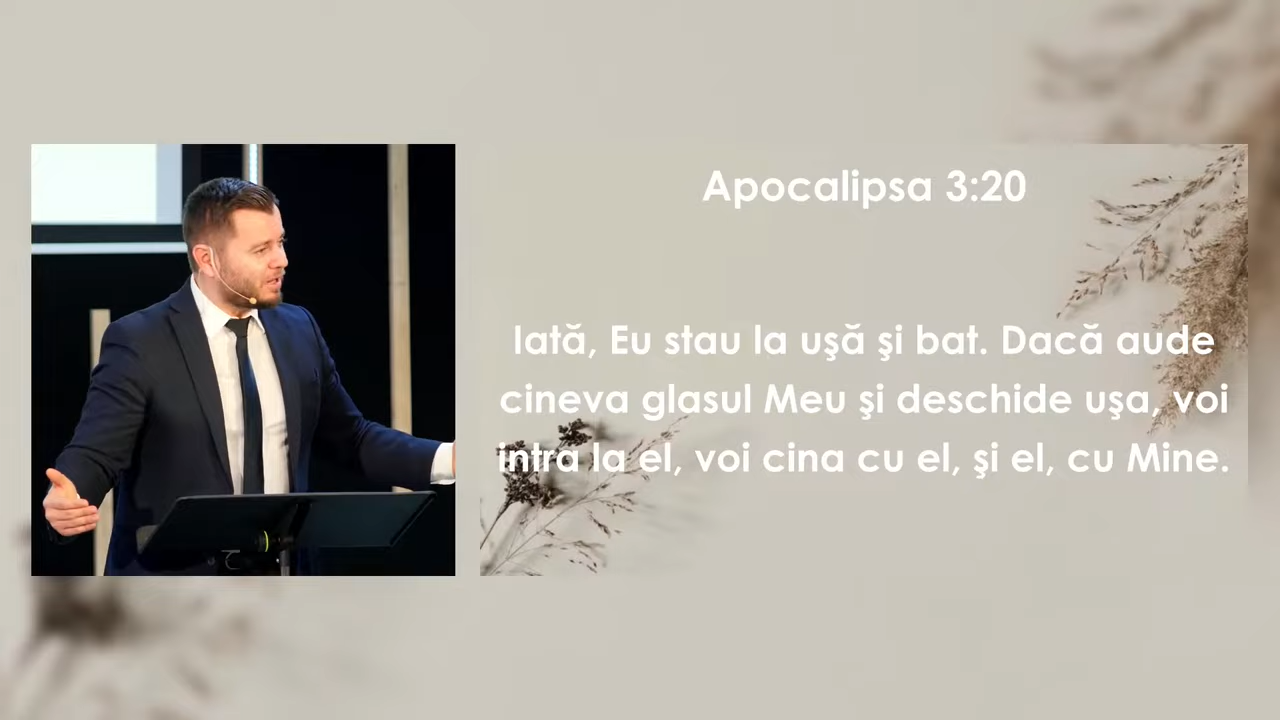 Apocalipsa 3:20
Iată, Eu stau la uşă şi bat. Dacă aude
cineva glasul Meu şi deschide uşa, voi
intra la el, voi cina cu el, şi el, cu Mine.